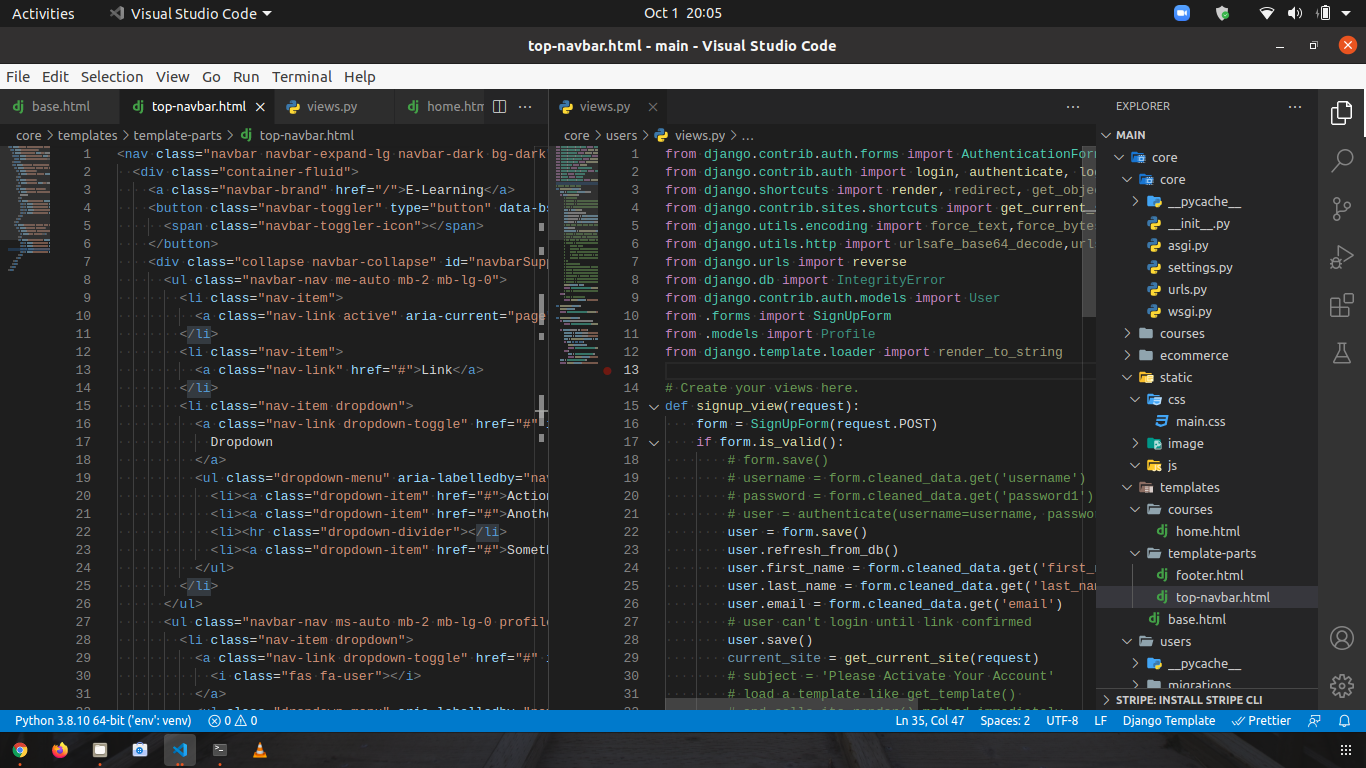 Activities
Visual Studio Code
Oct 1 20:05
top-navbar.html - main - Visual Studio Code
File Edit Selection View Go Run Terminal Help
base.html
top-navbar.html
views.py
core > templates > template-parts > top-navbar.html
1 <nav class="navbar navbar-expand-lg navbar-dark bg-dark
2 <div class="container-fluid">
3 <a class="navbar-brand" href="/">E-Learning</a>
4 <button class="navbar-toggler" type="button" data-bs
5 <span class="navbar-toggler-icon"></span>
6 </button>
7 <div class="collapse navbar-collapse" id="navbarSupp
8 <ul class="navbar-nav me-auto mb-2 mb-lg-0">
9 <li class="nav-item">
10 <a class="nav-link active" aria-current="page
11 </li>
12 <li class="nav-item">
13 <a class="nav-link" href="#">Link</a>
14 </li>
15 <li class="nav-item dropdown">
16 <a class="nav-link dropdown-toggle" href="#" i
17 Dropdown
18 </a>
19 <ul class="dropdown-menu" aria-labelledby="nav
20 <li><a class="dropdown-item" href="#">Action
21 <li><a class="dropdown-item" href="#">Anothe
22 <li><hr class="dropdown-divider"></li>
23 <li><a class="dropdown-item" href="#">Someth
24 </ul>
25 </li>
26 </ul>
27 <ul class="navbar-nav ms-auto mb-2 mb-lg-0 profile
28 <li class="nav-item dropdown">
29 <a class="nav-link dropdown-toggle" href="#" i
30 <i class="fas fa-user"></i>
31 </a>
views.py
core > users > views.py > ...
1 from django.contrib.auth.forms import AuthenticationForm
2 from django.contrib.auth import login, authenticate, lo
3 from django.shortcuts import render, redirect, get_obje
4 from django.contrib.sites.shortcuts import get_current_
5 from django.utils.encoding import force_text,force_bytes
6 from django.utils.http import urlsafe_base64_decode,urls
7 from django.urls import reverse
8 from django.db import IntegrityError
9 from django.contrib.auth.models import User
10 from .forms import SignUpForm
11 from .models import Profile
12 from django.template.loader import render_to_string
13
14 # Create your views here.
15 def signup_view(request):
16 form = SignUpForm(request.POST)
17 if form.is_valid():
18 # form.save()
19 # username = form.cleaned_data.get('username')
20 # password = form.cleaned_data.get('password1')
21 # user = authenticate(username=username, passwor
22 user = form.save()
23 user.refresh_from_db()
24 user.first_name = form.cleaned_data.get('first_n
25 user.last_name = form.cleaned_data.get('last_nam
26 user.email = form.cleaned_data.get('email')
27 # user can't login until link confirmed
28 user.save()
29 current_site = get_current_site(request)
30 # subject = 'Please Activate Your Account'
31 # load a template like get_template()
EXPLORER
MAIN
core
core
__pycache__
__init__.py
asgi.py
settings.py
urls.py
wsgi.py
courses
ecommerce
static
css
main.css
image
js
templates
courses
home.html
template-parts
footer.html
top-navbar.html
base.html
users
__pycache__
migrations
STRIPE: INSTALL STRIPE CLI
Python 3.8.10 64-bit ('env': venv) 0 0
Ln 35, Col 47 Spaces: 2 UTF-8 LF Django Template Prettier